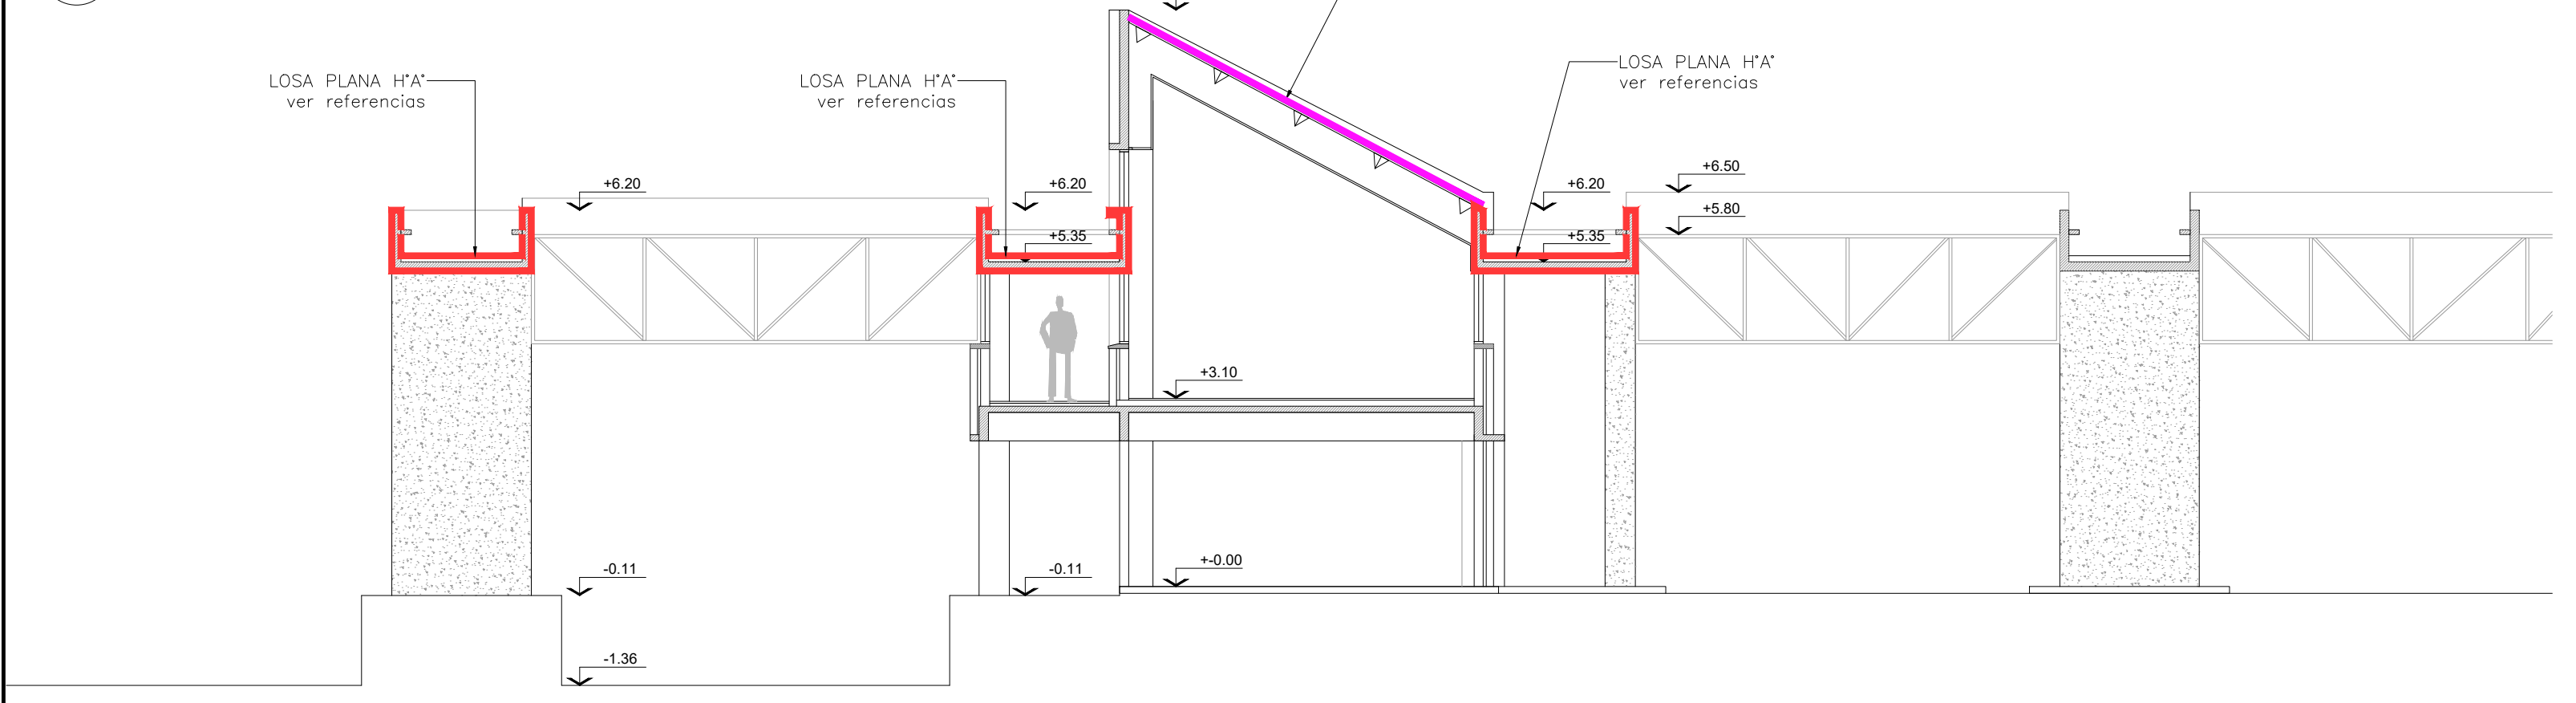 LOSA PLANA H°A°
ver referencias
LOSA PLANA H°A°
ver referencias
LOSA PLANA H°A°
ver referencias
+6.20
+6.20
+6.20
+6.50
+5.80
+5.35
+5.35
+3.10
+-0.00
-0.11
-0.11
-1.36